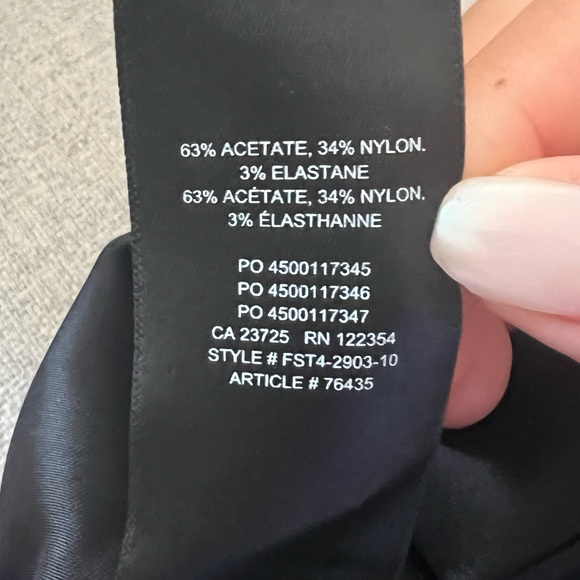 63% ACETATE, 34% NYLON.
3% ELASTANE
63% ACÉTATE, 34% NYLON.
3% ÉLASTHANNE
PO 4500117345
PO 4500117346
PO 4500117347
CA 23725 RN 122354
STYLE # FST4-2903-10
ARTICLE # 76435